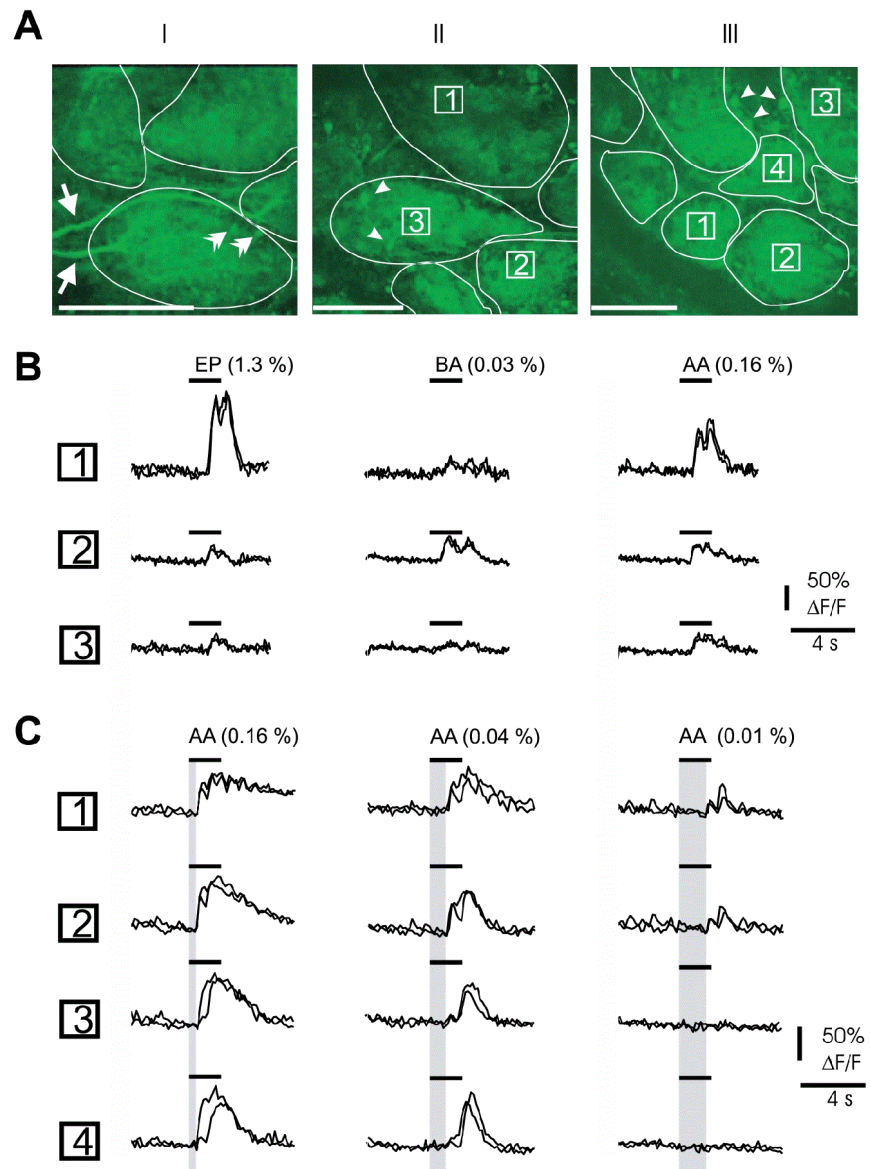 A
I II III
1
3
2
3
4
1
2
B
EP (1.3 %) BA (0.03 %) AA (0.16 %)
1
2
3
50%
ΔF/F
4 s
C
AA (0.16 %) AA (0.04 %) AA (0.01 %)
1
2
3
4
50%
ΔF/F
4 s